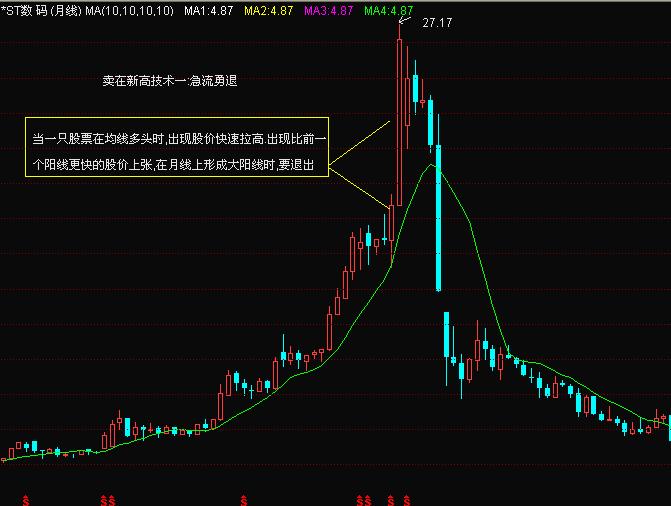 *ST数 码 (月线) MA(10,10,10,10) MA1:4.87 MA2:4.87 MA3:4.87 MA4:4.87
27.17
卖在新高技术一:急流勇退
当一只股票在均线多头时,出现股价快速拉高.出现比前一
个阳线更快的股价上张,在月线上形成大阳线时,要退出